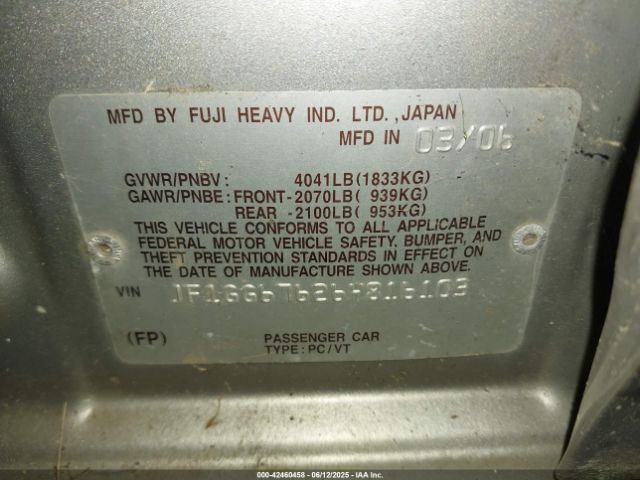 MFD BY FUJI HEAVY IND. LTD. ,JAPAN
MFD IN 03/06
GVWR/PNBV : 4041LB(1833KG)
GAWR/PNBE : FRONT-2070LB( 939KG)
REAR -2100LB( 953KG)
THIS VEHICLE CONFORMS TO ALL APPLICABLE
FEDERAL MOTOR VEHICLE SAFETY, BUMPER, AND
THEFT PREVENTION STANDARDS IN EFFECT ON
THE DATE OF MANUFACTURE SHOWN ABOVE.
VIN JF1GG67626H816103
(FP) PASSENGER CAR
TYPE : PC/VT
© - 42460458 - 06/12/2025 - IAAI.COM